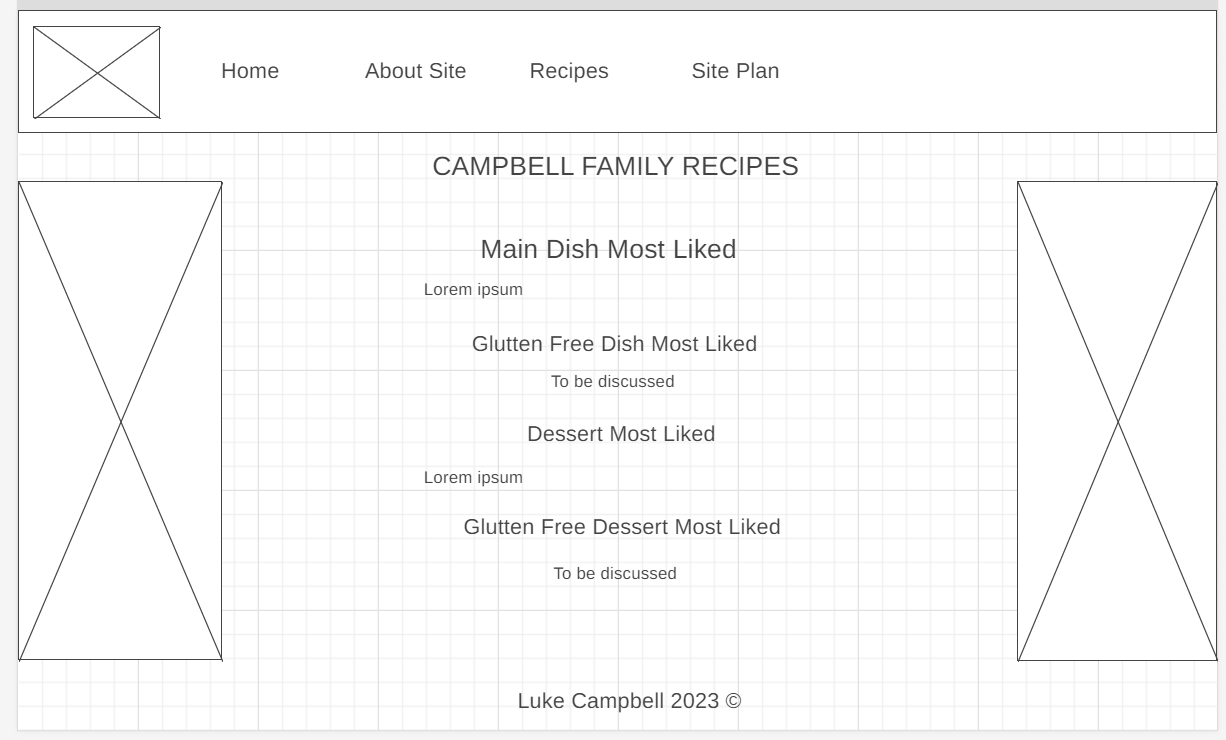 Home About Site Recipes Site Plan
CAMPBELL FAMILY RECIPES
Main Dish Most Liked
Lorem ipsum
Glutten Free Dish Most Liked
To be discussed
Dessert Most Liked
Lorem ipsum
Glutten Free Dessert Most Liked
To be discussed
Luke Campbell 2023 ©